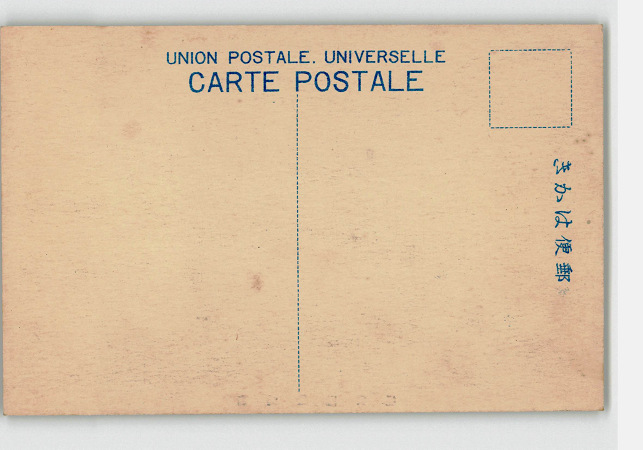 UNION POSTALE. UNIVERSELLE
CARTE POSTALE
きかは便郵